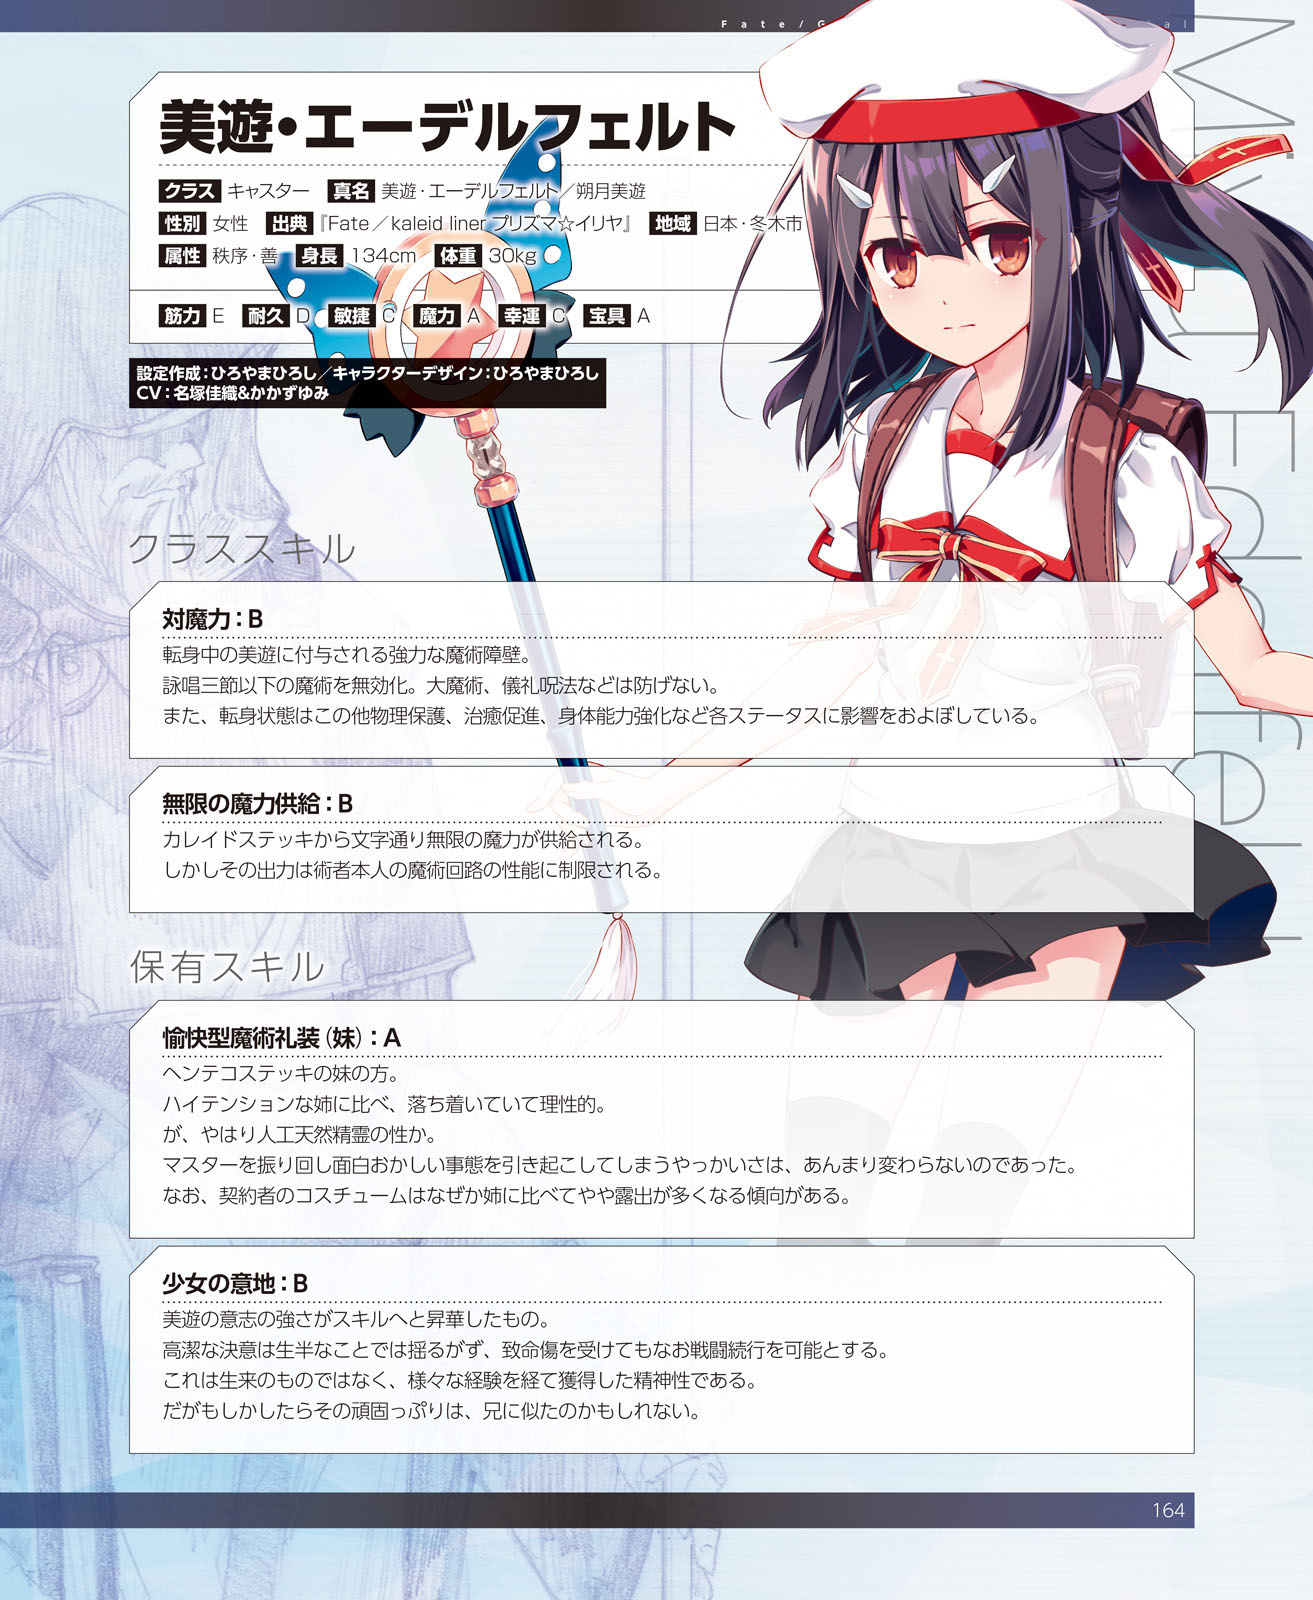 Fate/G
ial
美遊・エーデルフェルト
クラス キャスター 真名 美遊・エーデルフェルト／朔月美遊
性別 女性 出典 『Fate／kaleid liner プリズマ☆イリヤ』 地域 日本・冬木市
属性 秩序・善 身長 134cm 体重 30kg
筋力 E 耐久 D 敏捷 C 魔力 A 幸運 C 宝具 A
設定作成：ひろやまひろし／キャラクターデザイン：ひろやまひろし
CV：名塚佳織&かかずゆみ
クラススキル
対魔力：B
転身中の美遊に付与される強力な魔術障壁。
詠唱三節以下の魔術を無効化。大魔術、儀礼呪法などは防げない。
また、転身状態はこの他物理保護、治癒促進、身体能力強化など各ステータスに影響をおよぼしている。
無限の魔力供給：B
カレイドステッキから文字通り無限の魔力が供給される。
しかしその出力は術者本人の魔術回路の性能に制限される。
保有スキル
愉快型魔術礼装（妹）：A
ヘンテコステッキの妹の方。
ハイテンションな姉に比べ、落ち着いていて理性的。
が、やはり人工天然精霊の性か。
マスターを振り回し面白おかしい事態を引き起こしてしまうやっかいさは、あんまり変わらないのであった。
なお、契約者のコスチュームはなぜか姉に比べてやや露出が多くなる傾向がある。
少女の意地：B
美遊の意志の強さがスキルへと昇華したもの。
高潔な決意は生半なことでは揺るがず、致命傷を受けてもなお戦闘続行を可能とする。
これは生来のものではなく、様々な経験を経て獲得した精神性である。
だがもしかしたらその頑固っぷりは、兄に似たのかもしれない。
164